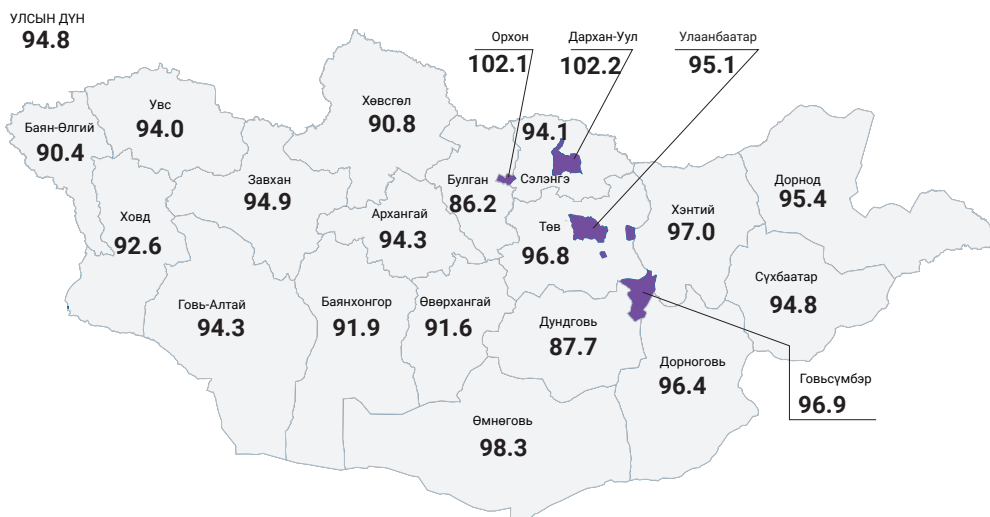 УЛСЫН ДҮН
94.8
Орхон
102.1
Дархан-Уул
102.2
Улаанбаатар
95.1
Увс
94.0
Баян-Өлгий
90.4
Хөвсгөл
90.8
94.1
Сэлэнгэ
Булган
86.2
Завхан
94.9
Ховд
92.6
Архангай
94.3
Төв
96.8
Хэнтий
97.0
Дорнод
95.4
Сүхбаатар
94.8
Говь-Алтай
94.3
Баянхонгор
91.9
Өвөрхангай
91.6
Дундговь
87.7
Дорноговь
96.4
Говьсүмбэр
96.9
Өмнөговь
98.3